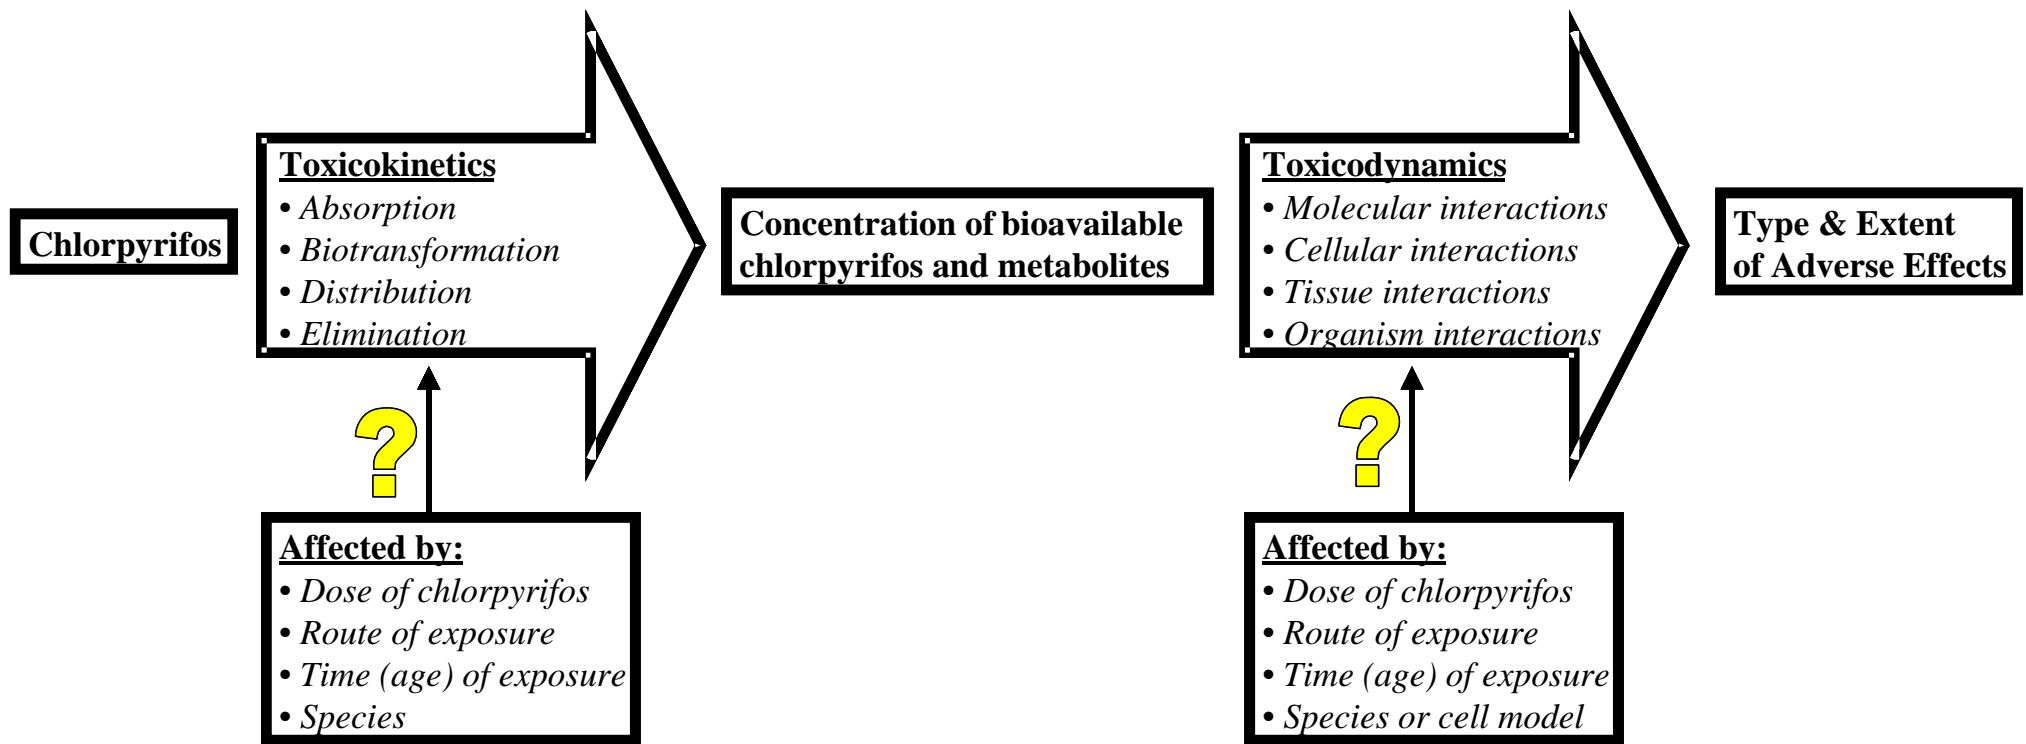 Chlorpyrifos
Toxicokinetics
• Absorption
• Biotransformation
• Distribution
• Elimination
Affected by:
• Dose of chlorpyrifos
• Route of exposure
• Time (age) of exposure
• Species
?
Concentration of bioavailable
chlorpyrifos and metabolites
Toxicodynamics
• Molecular interactions
• Cellular interactions
• Tissue interactions
• Organism interactions
?
Affected by:
• Dose of chlorpyrifos
• Route of exposure
• Time (age) of exposure
• Species or cell model
Type & Extent
of Adverse Effects